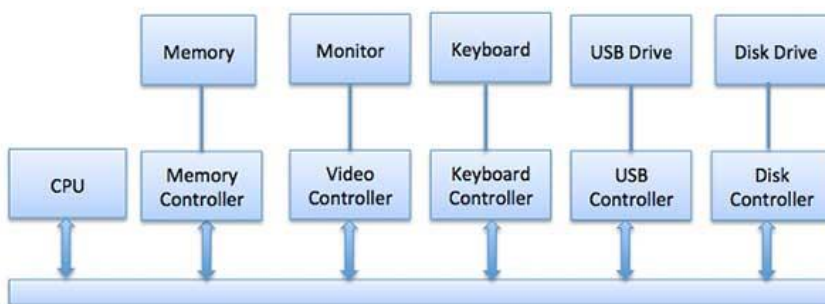 Memory
Monitor
Keyboard
USB Drive
Disk Drive
CPU
Memory
Controller
Video
Controller
Keyboard
Controller
USB
Controller
Disk
Controller